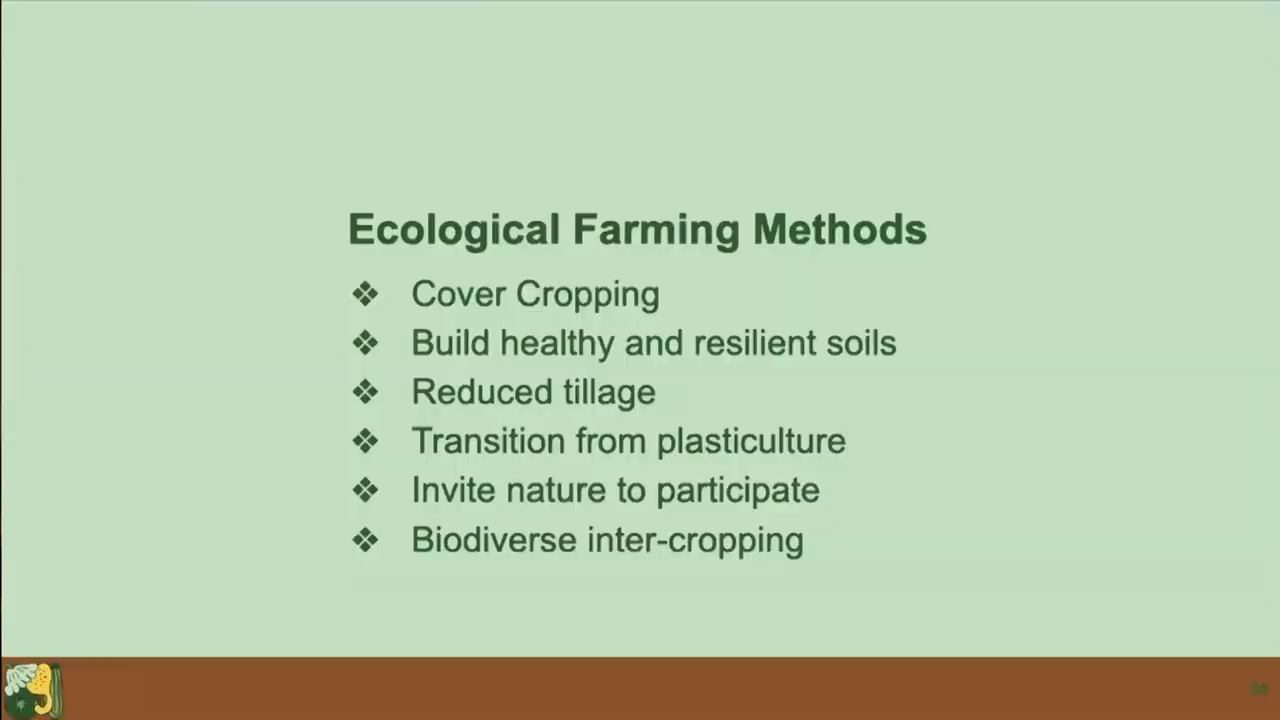 Ecological Farming Methods
❖ Cover Cropping
❖ Build healthy and resilient soils
❖ Reduced tillage
❖ Transition from plasticulture
❖ Invite nature to participate
❖ Biodiverse inter-cropping